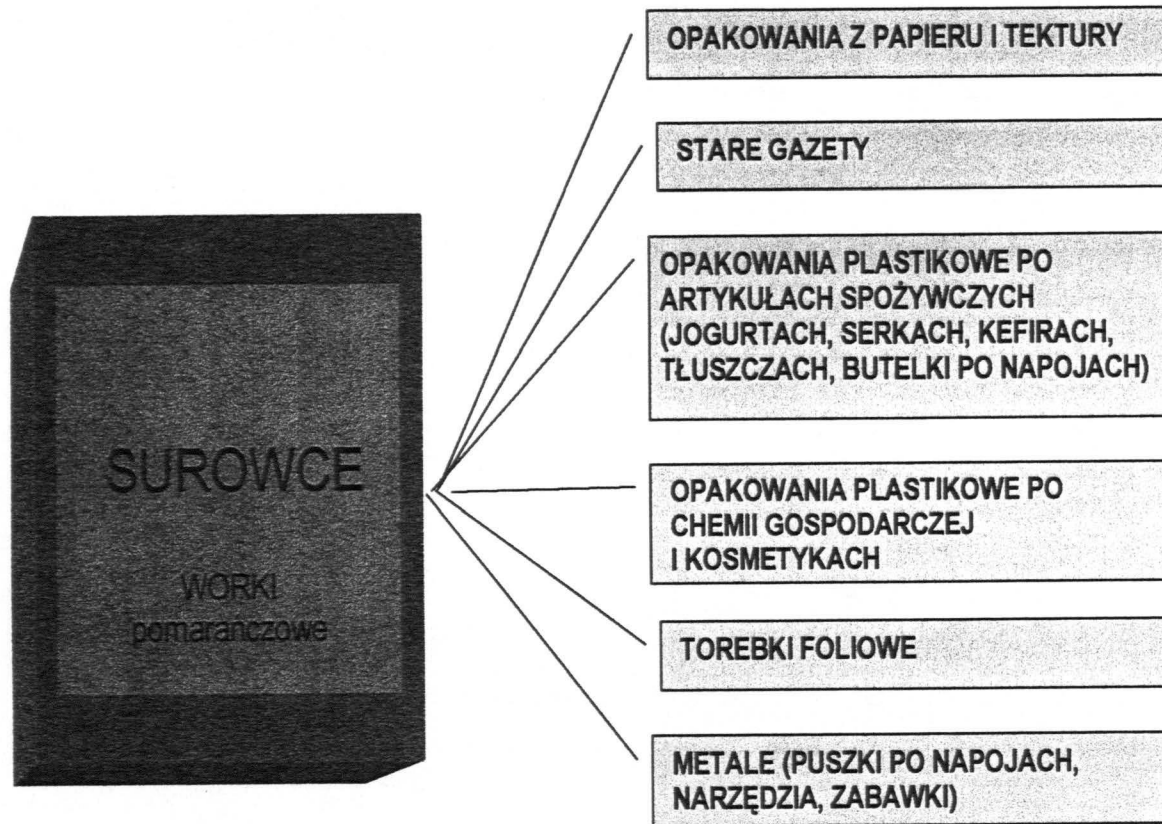 SUROWCE
WORKI
pomaranczowe
OPAKOWANIA Z PAPIERU I TEKTURY
STARE GAZETY
OPAKOWANIA PLASTIKOWE PO
ARTYKUŁACH SPOŻYWCZYCH
(JOGURTACH, SERKACH, KEFIRACH,
TŁUSZCZACH, BUTELKI PO NAPOJACH)
OPAKOWANIA PLASTIKOWE PO
CHEMII GOSPODARCZEJ
I KOSMETYKACH
TOREBKI FOLIOWE
METALE (PUSZKI PO NAPOJACH,
NARZĘDZIA, ZABAWKI)